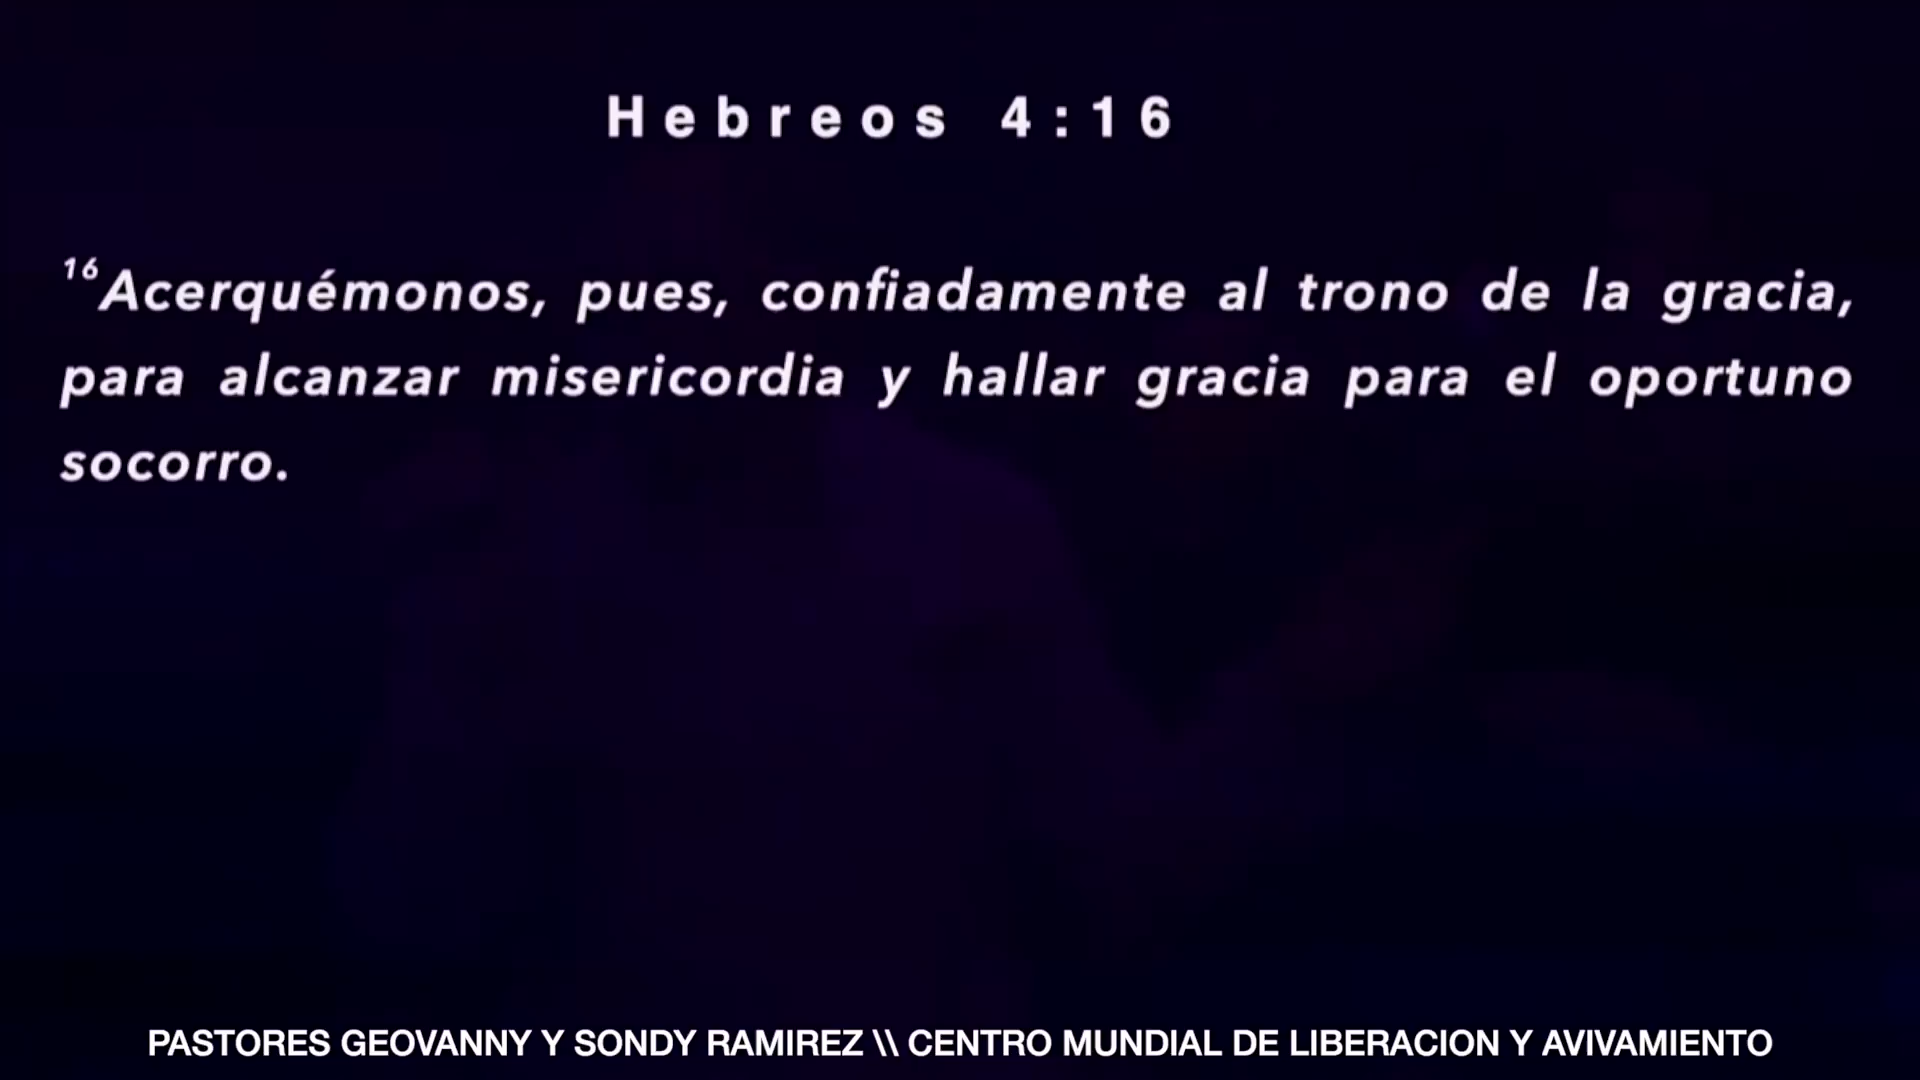 Hebreos 4:16
16Acerquémonos, pues, confiadamente al trono de la gracia,
para alcanzar misericordia y hallar gracia para el oportuno
socorro.
PASTORES GEOVANNY Y SONDY RAMIREZ \\ CENTRO MUNDIAL DE LIBERACION Y AVIVAMIENTO